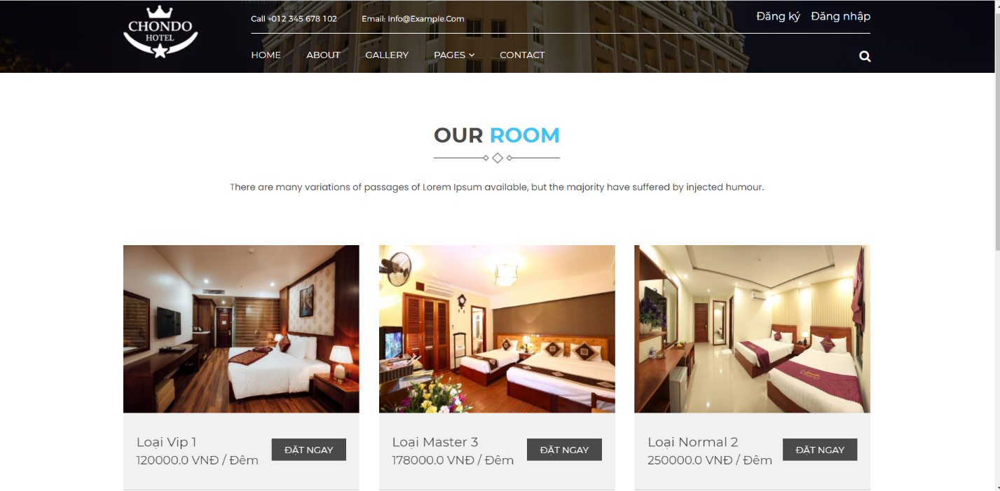 CHONDO
HOTEL
Call +012 345 678 102
Email: Info@Example.Com
Đăng ký
Đăng nhập
HOME
ABOUT
GALLERY
PAGES
CONTACT
OUR ROOM
There are many variations of passages of Lorem Ipsum available, but the majority have suffered by injected humour.
Loại Vip 1
120000.0 VNĐ / Đêm
ĐẶT NGAY
Loại Master 3
178000.0 VNĐ / Đêm
ĐẶT NGAY
Loại Normal 2
250000.0 VNĐ / Đêm
ĐẶT NGAY